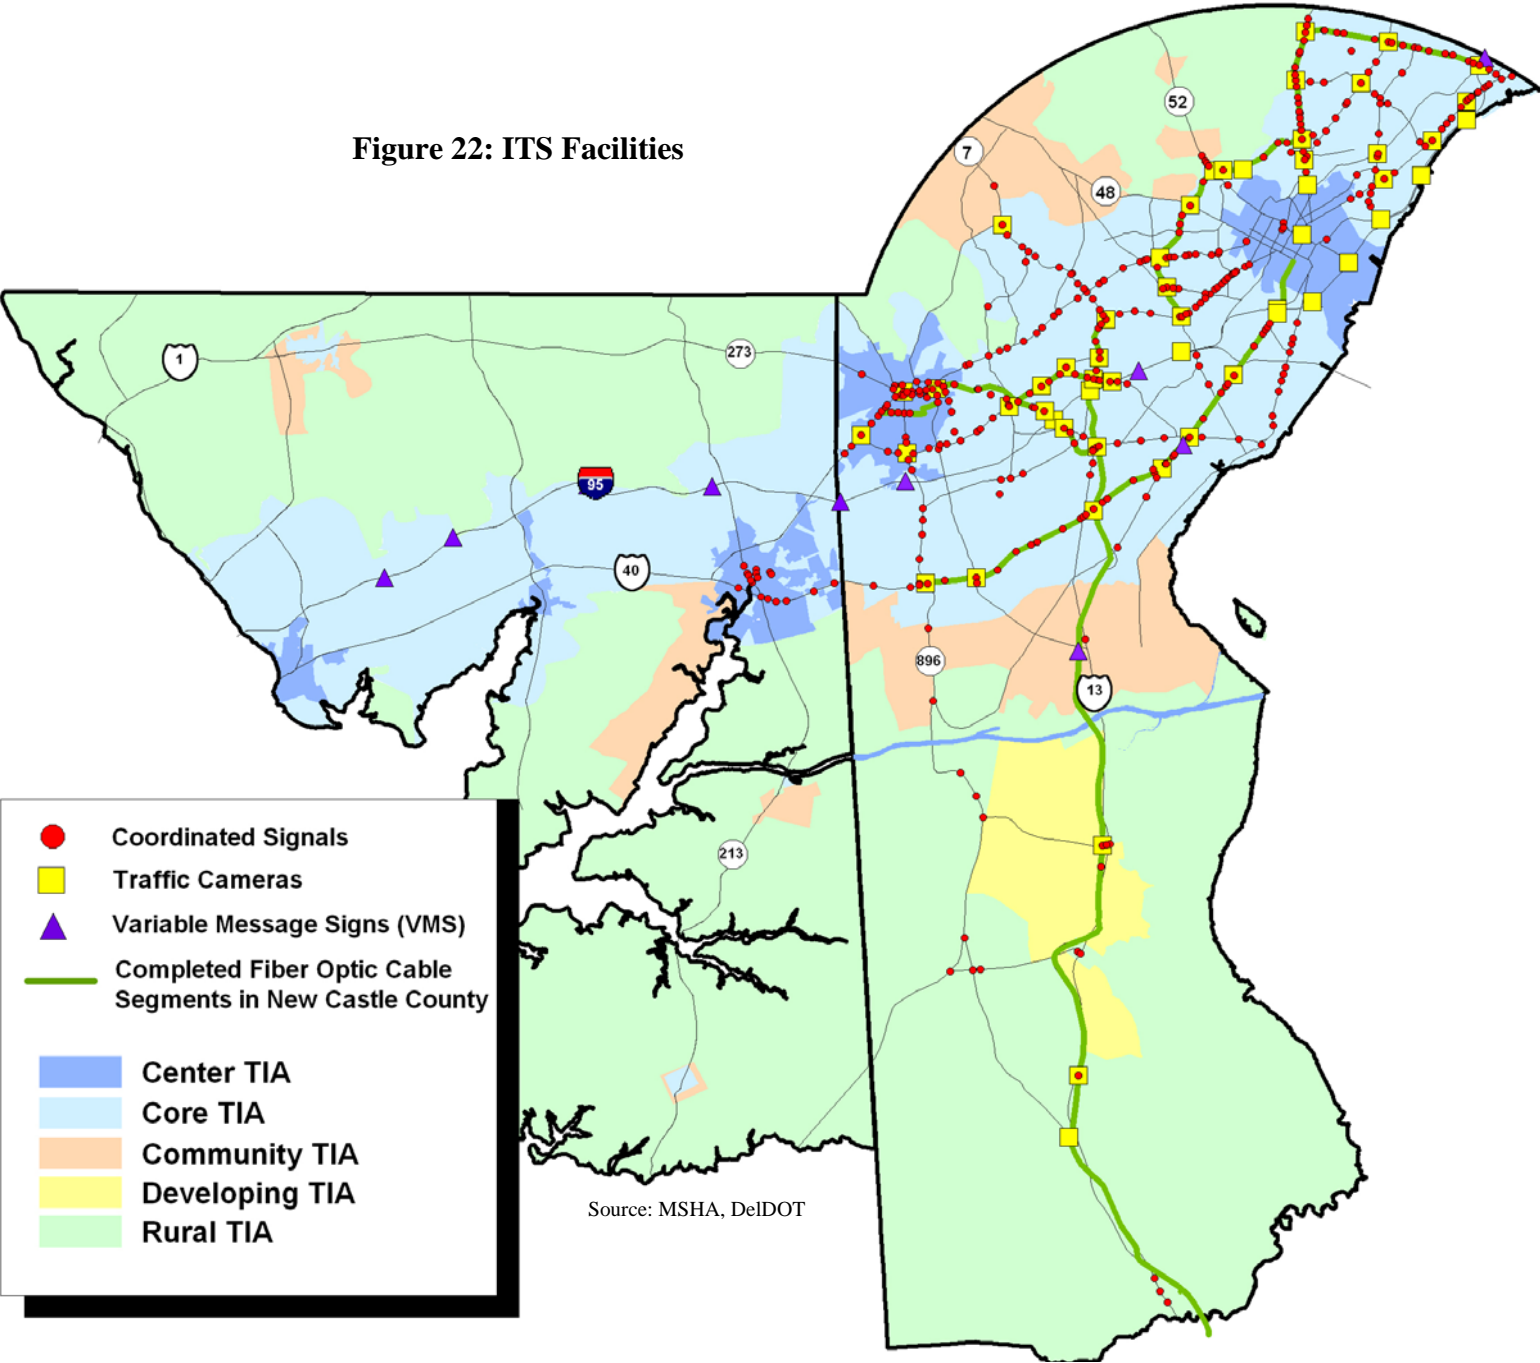 Figure 22: ITS Facilities
52
7
48
1
273
95
40
896
13
213
Coordinated Signals
Traffic Cameras
Variable Message Signs (VMS)
Completed Fiber Optic Cable
Segments in New Castle County
Center TIA
Core TIA
Community TIA
Developing TIA
Rural TIA
Source: MSHA, DelDOT